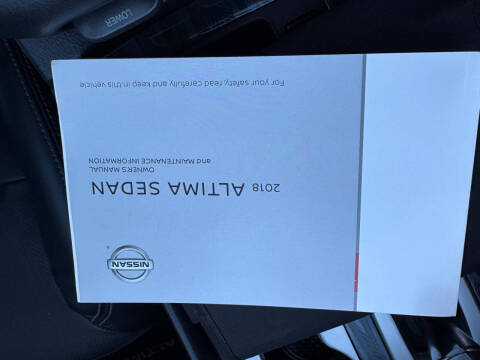 NISSAN
2018 ALTIMA SEDAN
OWNER'S MANUAL
and MAINTENANCE INFORMATION
For your safety, read carefully and keep in this vehicle
LOWER
ALTIMA